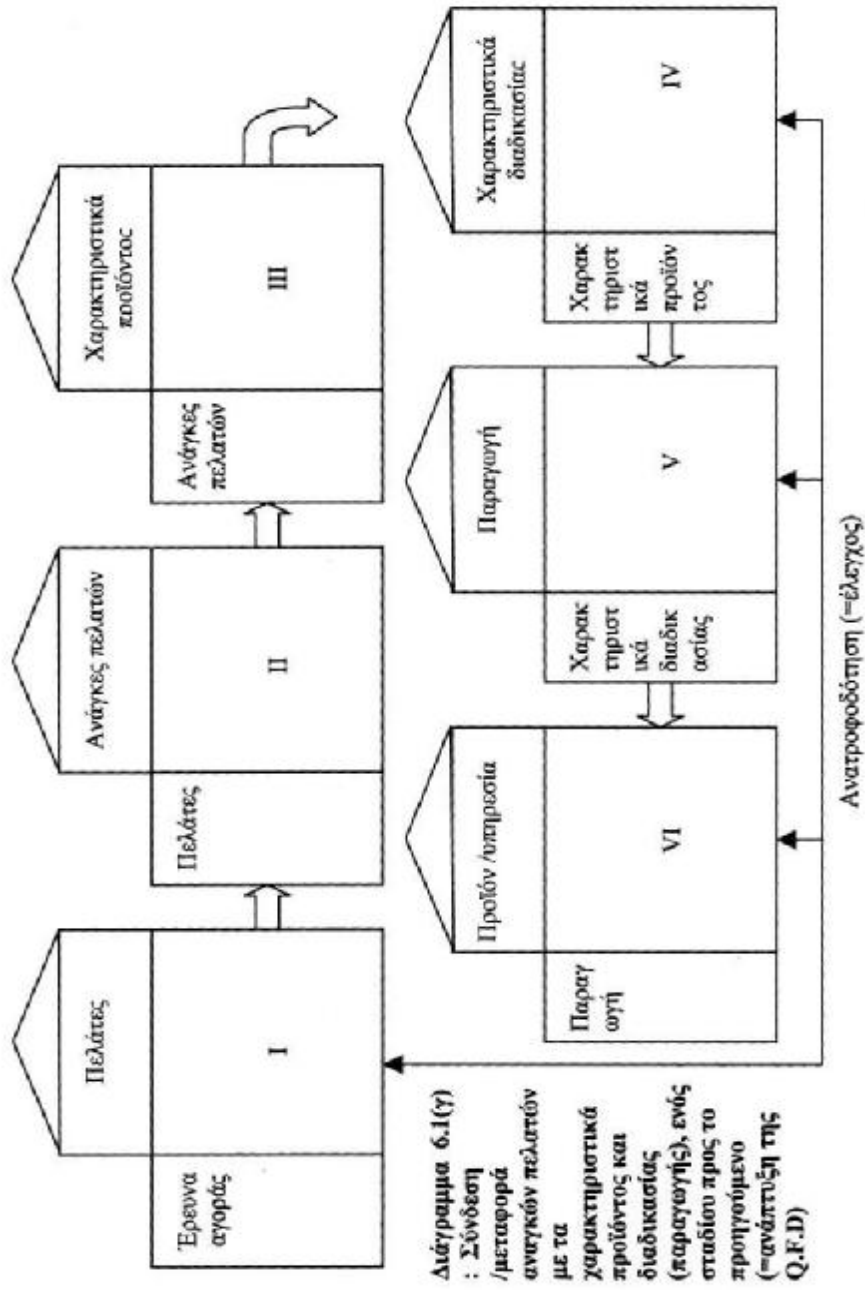 Πελάτες
Έρευνα
αγοράς
I
Ανάγκες πελατών
Πελάτες
II
Χαρακτηριστικά
προϊόντος
Ανάγκες
πελατών
III
Χαρακτηριστικά
διαδικασίας
Χαρακ
τηριστ
ικά
προϊόν
τος
IV
Παραγωγή
Χαρακ
τηριστ
ικά
διαδικ
ασίας
V
Προϊόν /υπηρεσία
Παραγ
ωγή
VI
Ανατροφοδότηση (=έλεγχος)
Διάγραμμα 6.1(γ)
: Σύνδεση
/μεταφορά
αναγκών πελατών
με τα
χαρακτηριστικά
προϊόντος και
διαδικασίας
(παραγωγής), ενός
σταδίου προς το
προηγούμενο
(=ανάπτυξη της
Q.F.D)